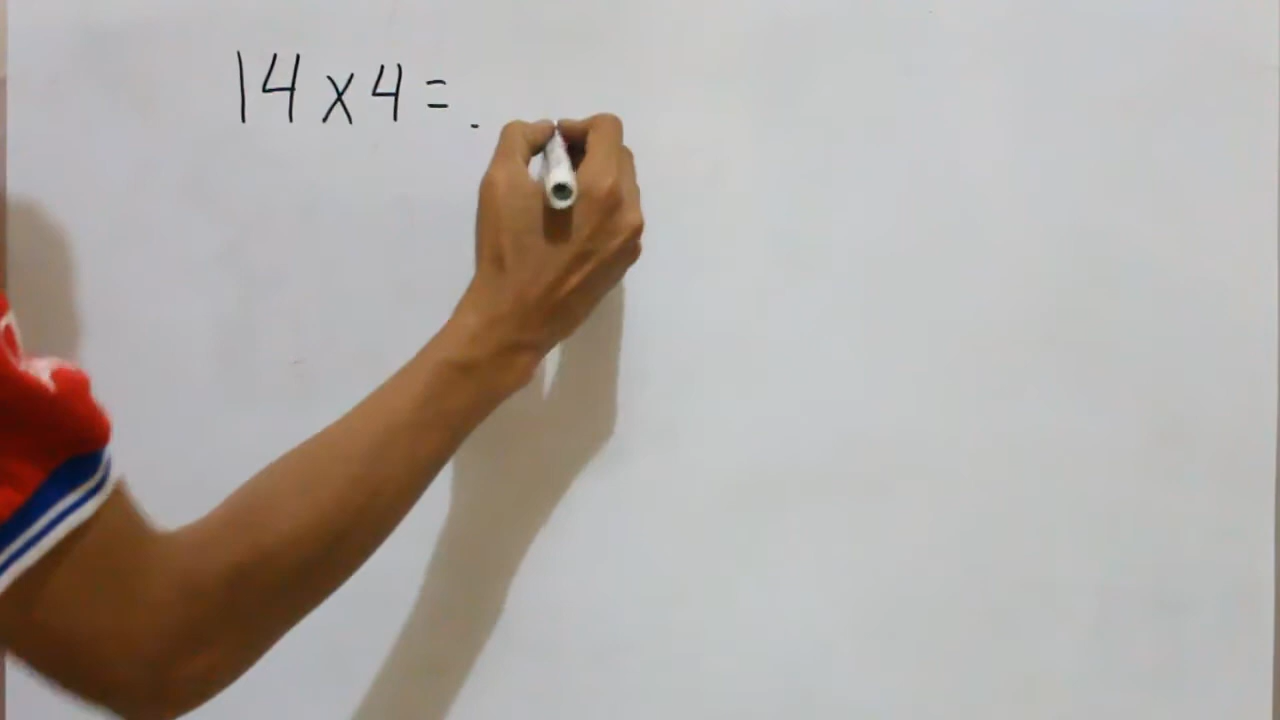 14 x 4 = .